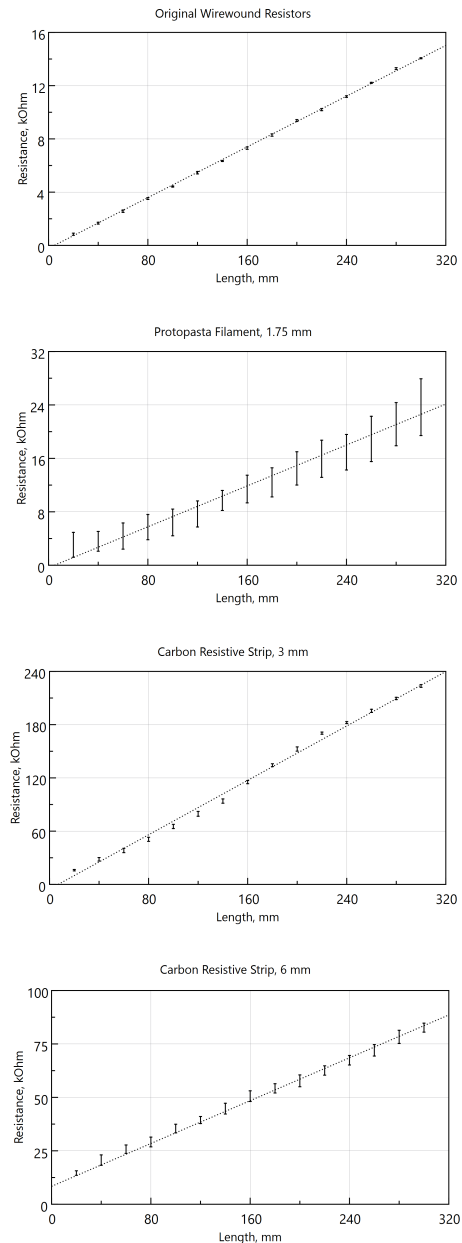 Original Wirewound Resistors
16
12
8
4
0
Resistance, kOhm
0 80 160 240 320
Length, mm
Protopasta Filament, 1.75 mm
32
24
16
8
0
Resistance, kOhm
0 80 160 240 320
Length, mm
Carbon Resistive Strip, 3 mm
240
180
120
60
0
Resistance, kOhm
0 80 160 240 320
Length, mm
Carbon Resistive Strip, 6 mm
100
75
50
25
0
Resistance, kOhm
0 80 160 240 320
Length, mm